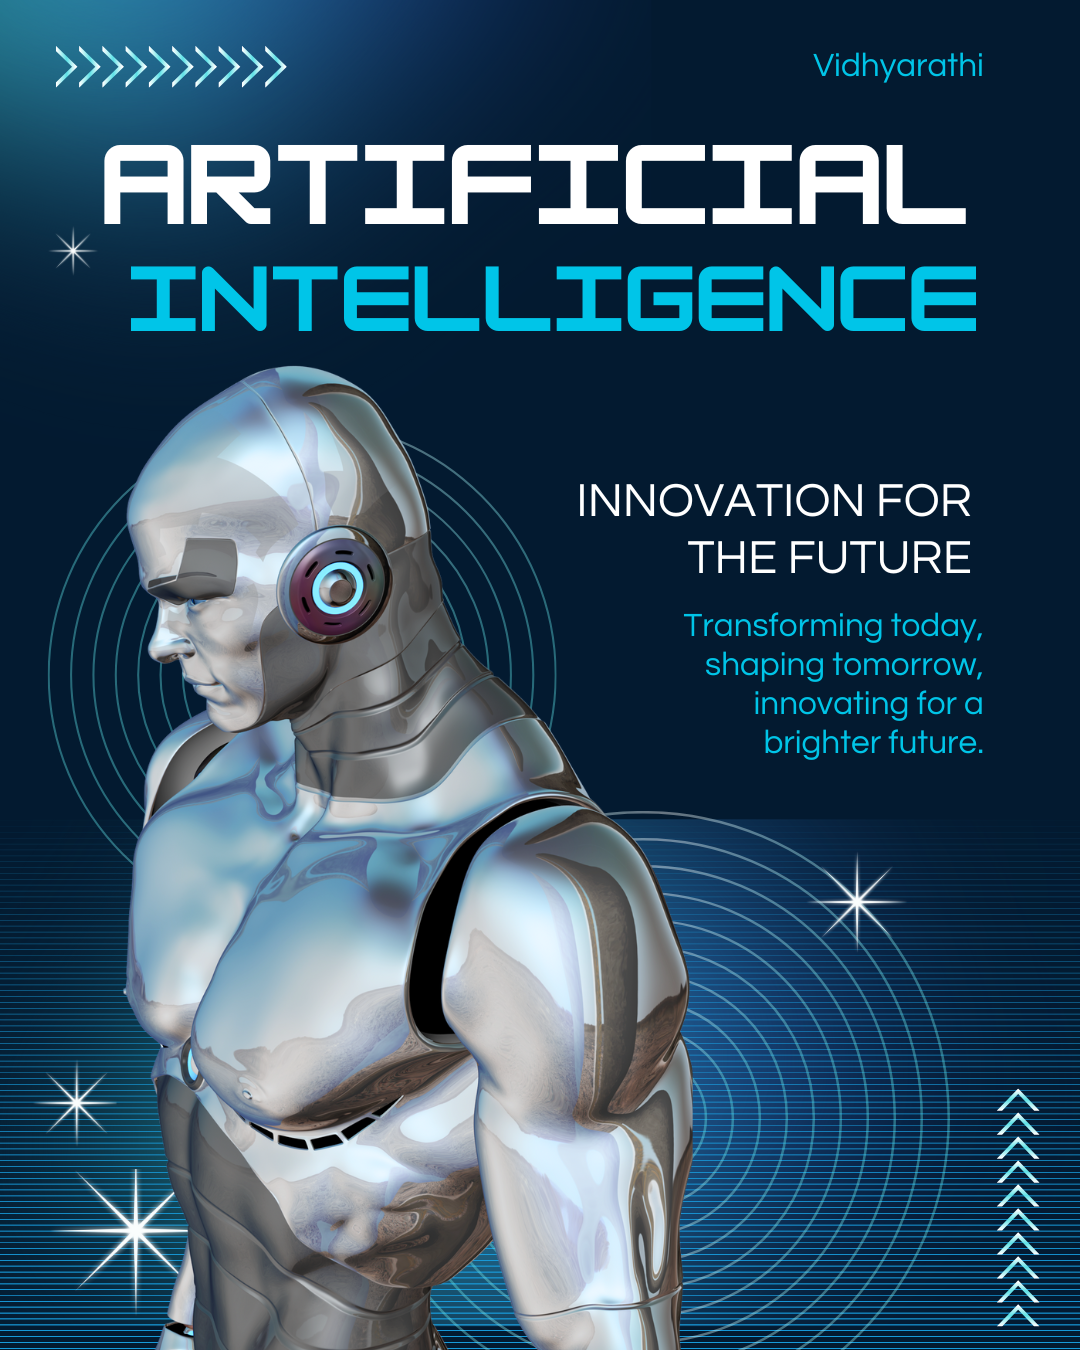 Vidhyarathi
ARTIFICIAL
INTELLIGENCE
INNOVATION FOR
THE FUTURE
Transforming today,
shaping tomorrow,
innovating for a
brighter future.